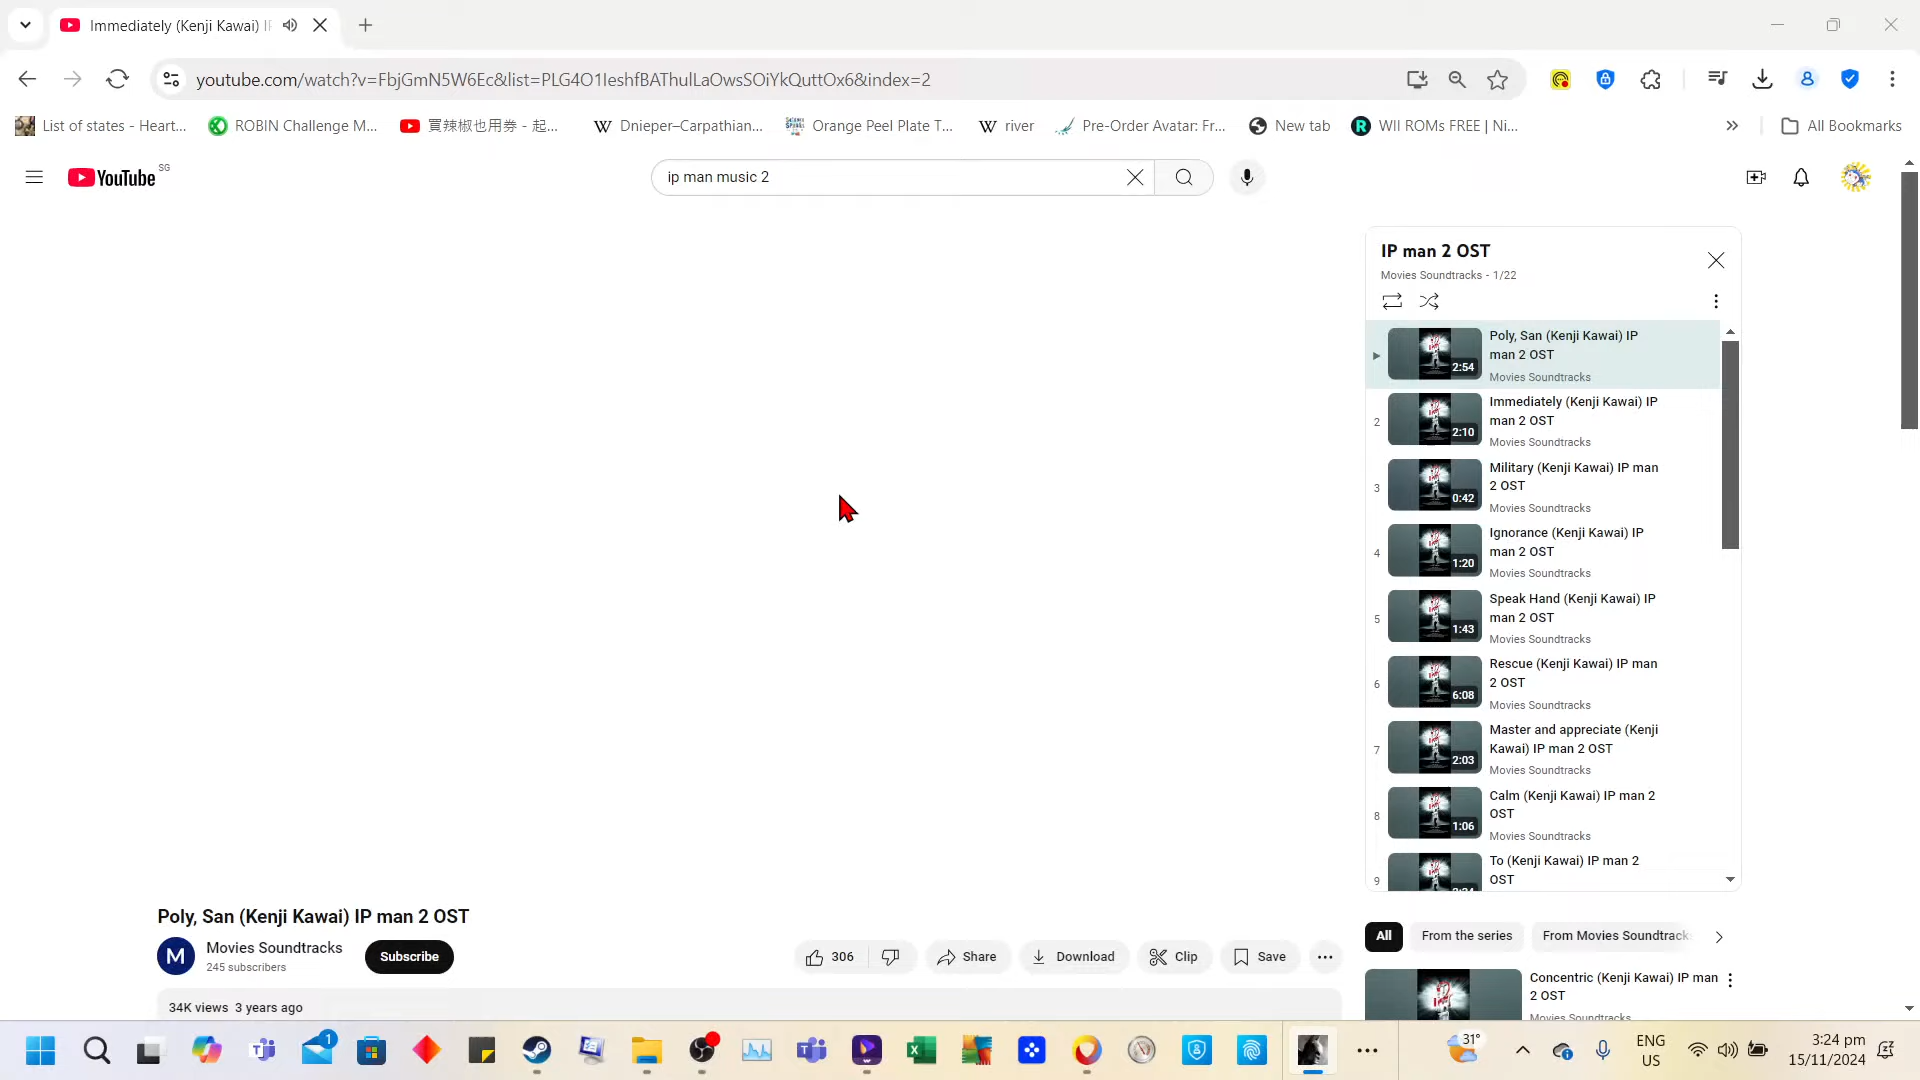 Immediately (Kenji Kawai) I
youtube.com/watch?v=FbjGmN5W6Ec&list=PLG4O1IeshfBAThulLaOwsSOiYkQuttOx6&index=2
List of states - Heart...
ROBIN Challenge M...
買辣椒也用券 - 起...
Dnieper–Carpathian...
Orange Peel Plate T...
river
Pre-Order Avatar: Fr...
New tab
WII ROMs FREE | Ni...
All Bookmarks
YouTube SG
ip man music 2
IP man 2 OST
Movies Soundtracks - 1/22
2:54
Poly, San (Kenji Kawai) IP
man 2 OST
Movies Soundtracks
2
2:10
Immediately (Kenji Kawai) IP
man 2 OST
Movies Soundtracks
3
0:42
Military (Kenji Kawai) IP man
2 OST
Movies Soundtracks
4
1:20
Ignorance (Kenji Kawai) IP
man 2 OST
Movies Soundtracks
5
1:43
Speak Hand (Kenji Kawai) IP
man 2 OST
Movies Soundtracks
6
6:08
Rescue (Kenji Kawai) IP man
2 OST
Movies Soundtracks
7
2:03
Master and appreciate (Kenji
Kawai) IP man 2 OST
Movies Soundtracks
8
1:06
Calm (Kenji Kawai) IP man 2
OST
Movies Soundtracks
9
To (Kenji Kawai) IP man 2
OST
Poly, San (Kenji Kawai) IP man 2 OST
M
Movies Soundtracks
245 subscribers
Subscribe
306
Share
Download
Clip
Save
34K views 3 years ago
All
From the series
From Movies Soundtrack
Concentric (Kenji Kawai) IP man
2 OST
Movies Soundtracks
1
31°
ENG
US
3:24 pm
15/11/2024